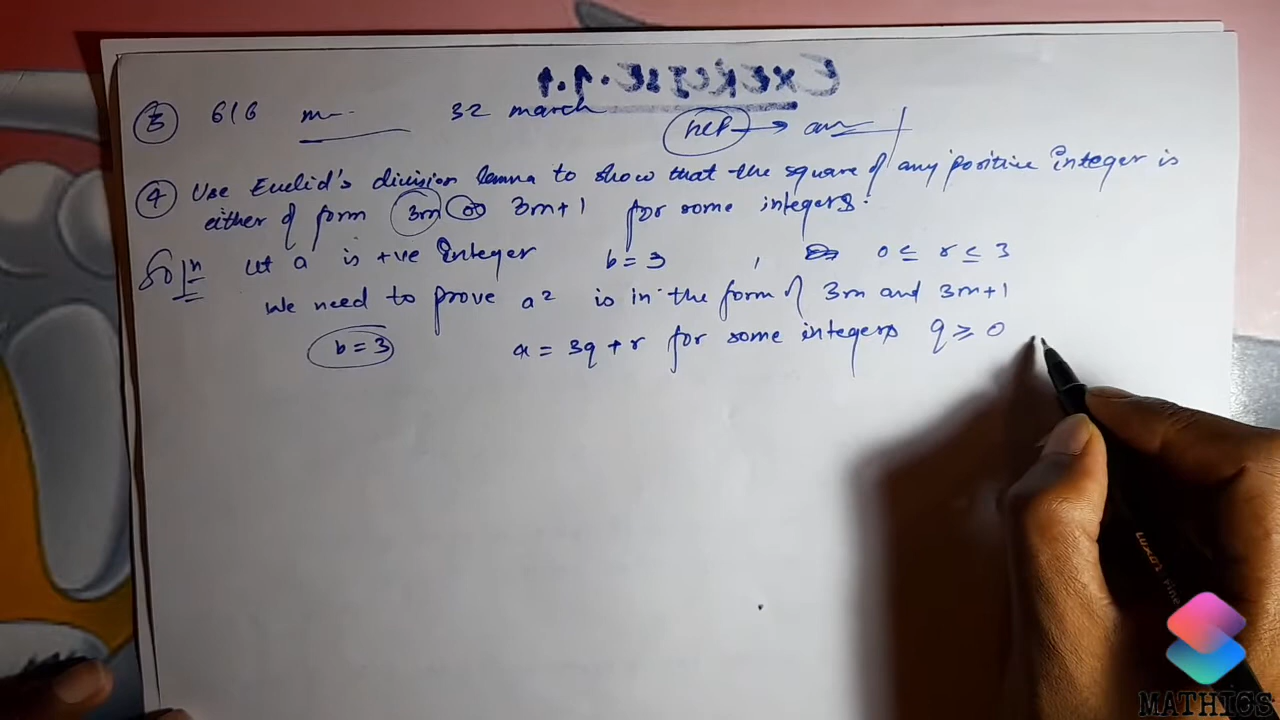 Exercise.1.1
③ 616 m- 32 march
HCF → an
④ Use Euclid's division lemma to show that the square of any positive integer is
either of form 3m or 3m+1 for some integers.
Solⁿ Let a is +ve Integer b = 3 , 0 ≤ r ≤ 3
We need to prove a² is in the form of 3m and 3m+1
b = 3 a = 3q + r for some integers q ≥ 0
LUXOR
MATHIGS